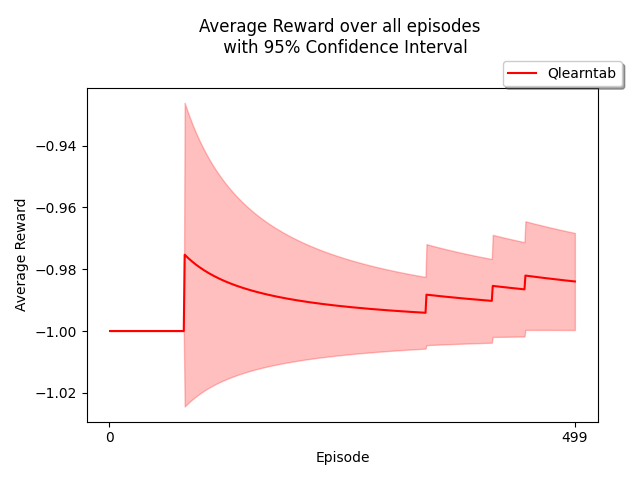 Average Reward over all episodes
with 95% Confidence Interval
Qlearntab
−0.94
−0.96
−0.98
−1.00
−1.02
Average Reward
0
499
Episode